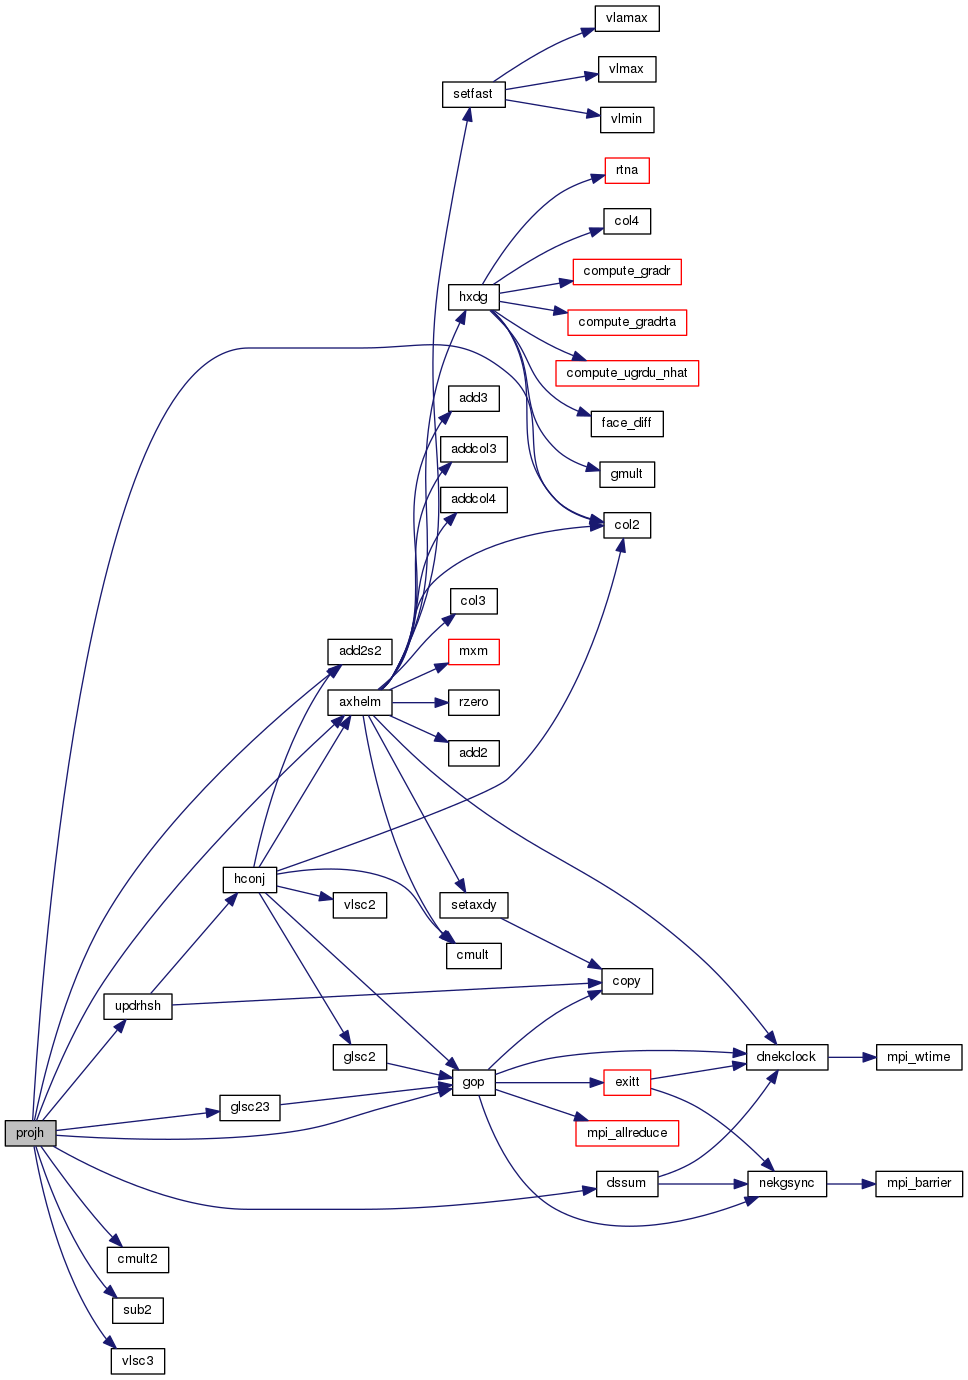 vlamax
vlmax
setfast
vlmin
rtna
col4
compute_gradr
hxdg
compute_gradrta
compute_ugrdu_nhat
add3
face_diff
addcol3
gmult
addcol4
col2
col3
add2s2
mxm
axhelm
rzero
add2
hconj
vlsc2
setaxdy
cmult
copy
updrhsh
glsc2
dnekclock
mpi_wtime
gop
exitt
glsc23
projh
mpi_allreduce
dssum
nekgsync
mpi_barrier
cmult2
sub2
vlsc3